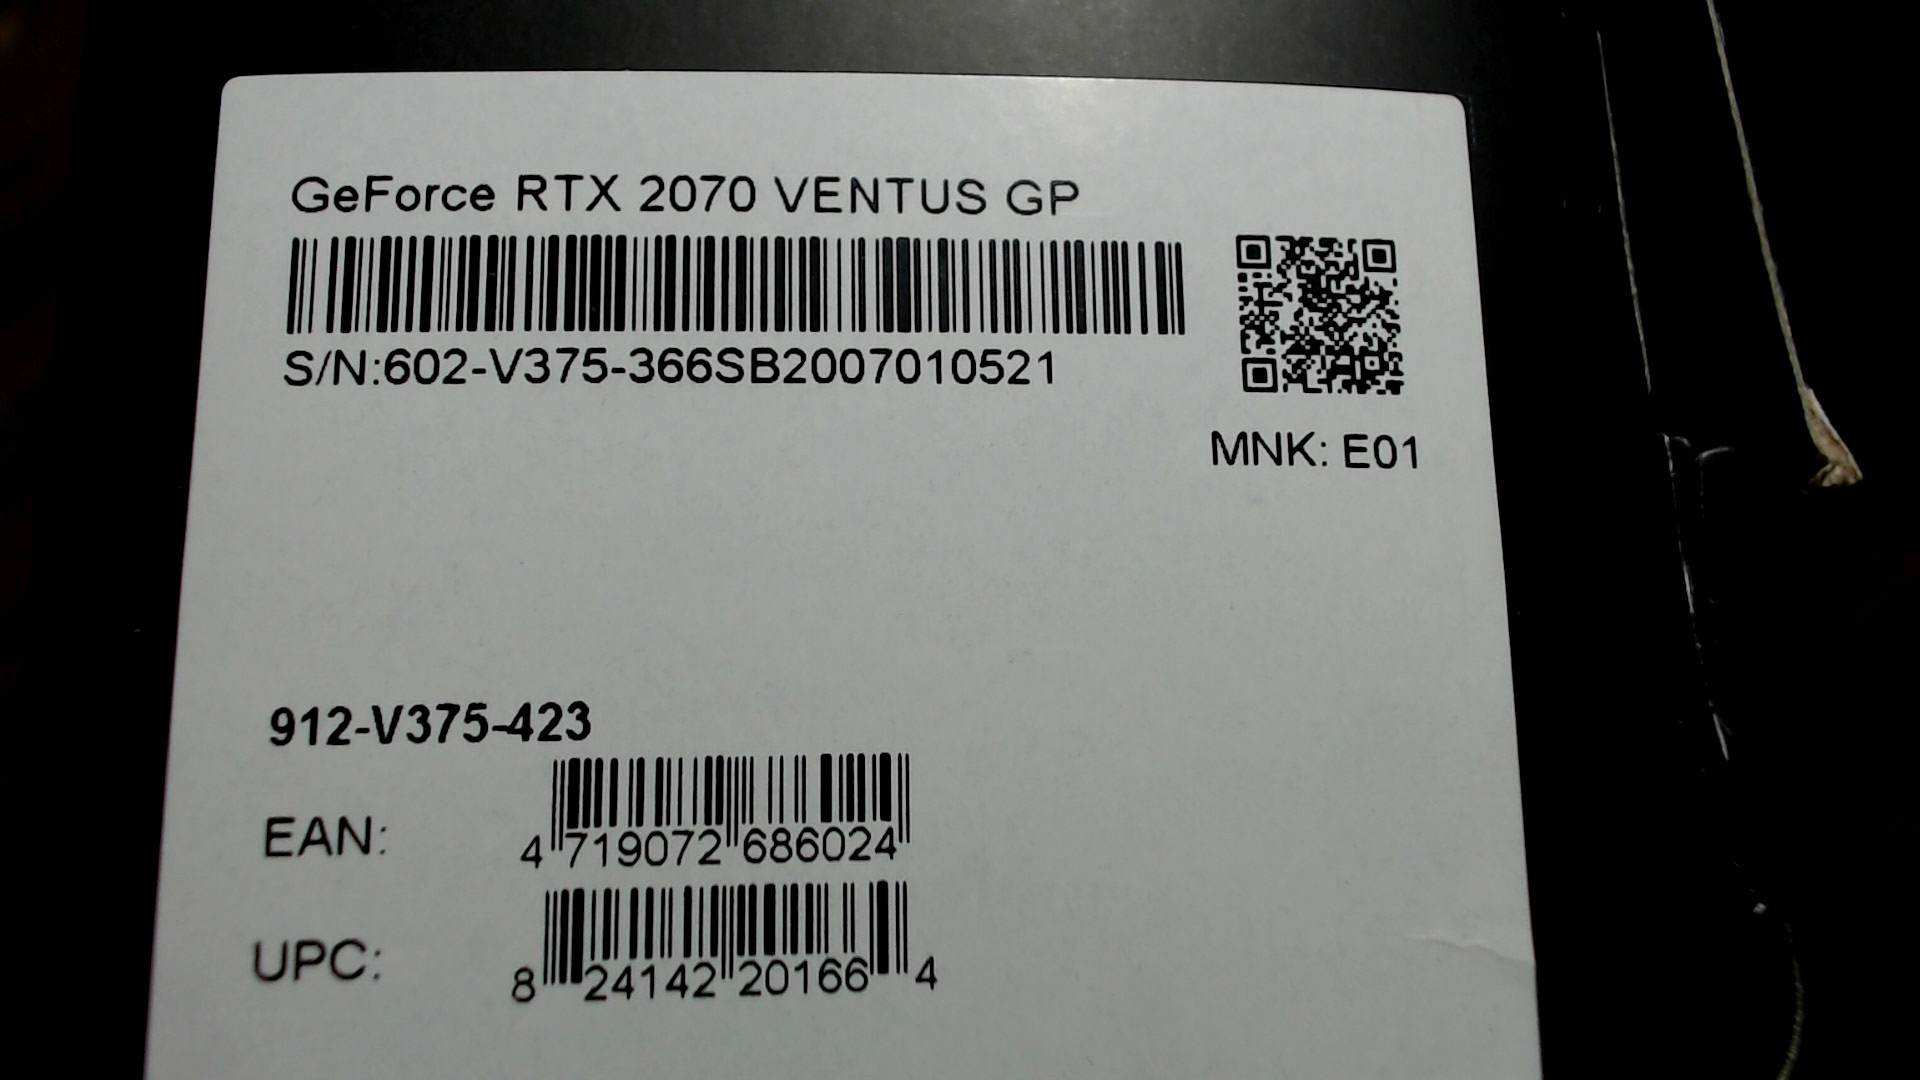 GeForce RTX 2070 VENTUS GP
S/N:602-V375-366SB2007010521
MNK: E01
912-V375-423
EAN: 4 719072 686024
UPC: 8 24142 20166 4